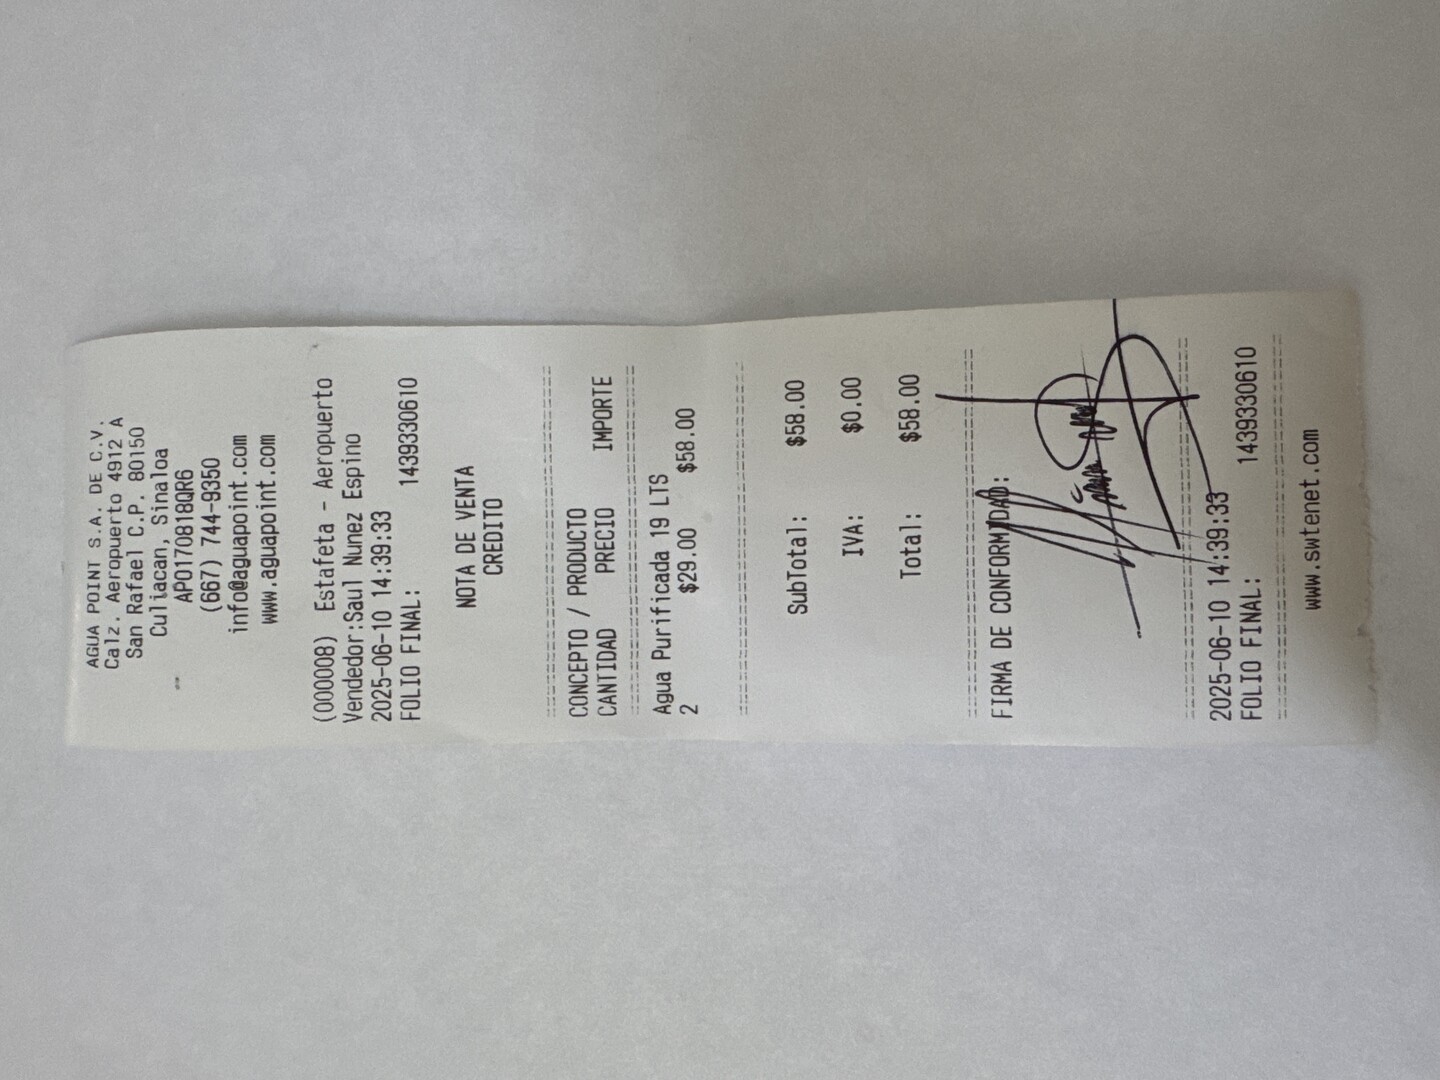 AGUA POINT S.A. DE C.V.
Calz. Aeropuerto 4912 A
San Rafael C.P. 80150
Culiacan, Sinaloa
APO170818QR6
(667) 744-9350
info@aguapoint.com
www.aguapoint.com
(000008) Estafeta - Aeropuerto
Vendedor:Saul Nunez Espino
2025-06-10 14:39:33
FOLIO FINAL: 1439330610
NOTA DE VENTA
CREDITO
CONCEPTO / PRODUCTO
CANTIDAD PRECIO IMPORTE
Agua Purificada 19 LTS
2 $29.00 $58.00
SubTotal: $58.00
IVA: $0.00
Total: $58.00
FIRMA DE CONFORMIDAD:
2025-06-10 14:39:33
FOLIO FINAL: 1439330610
www.swtenet.com